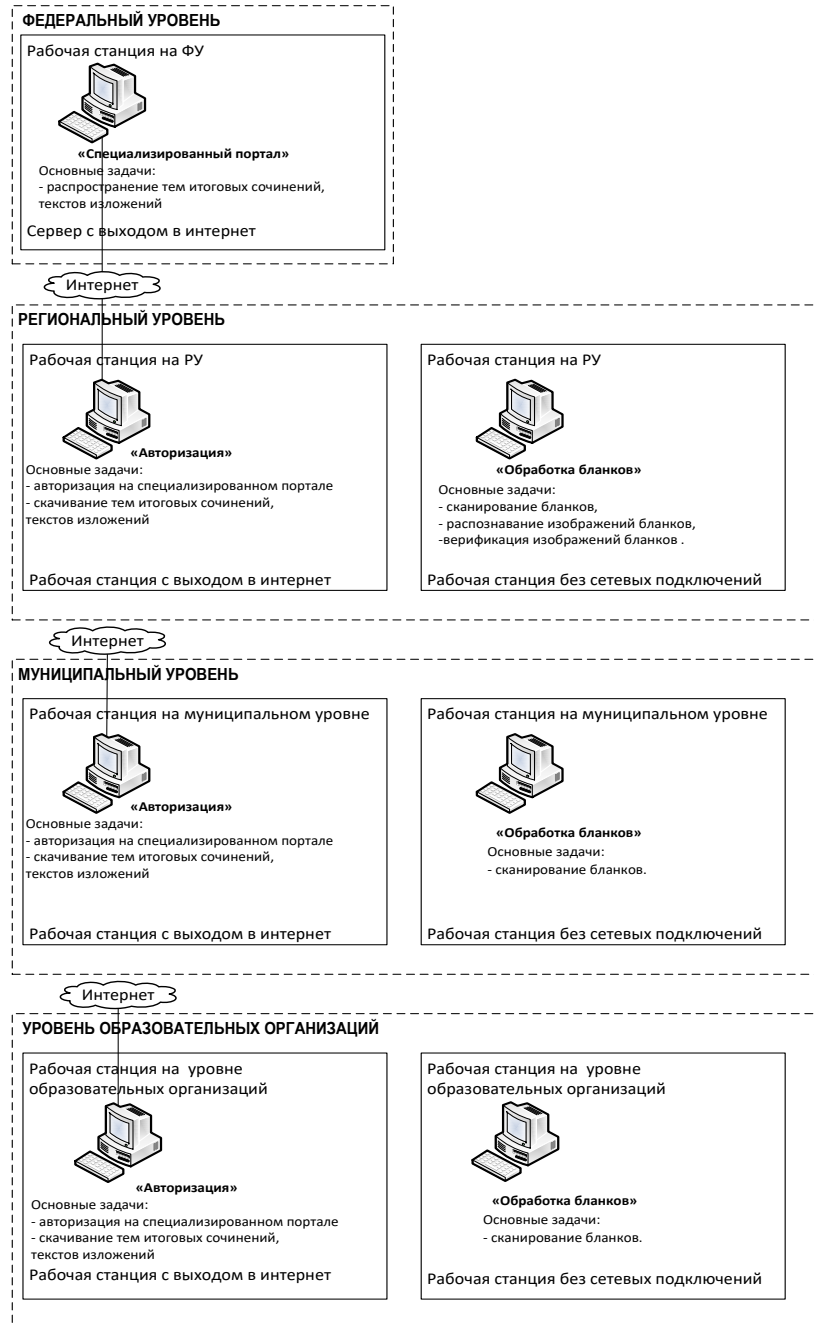 ФЕДЕРАЛЬНЫЙ УРОВЕНЬ
Рабочая станция на ФУ
«Специализированный портал»
Основные задачи:
- распространение тем итоговых сочинений,
текстов изложений
Сервер с выходом в интернет
Интернет
РЕГИОНАЛЬНЫЙ УРОВЕНЬ
Рабочая станция на РУ
«Авторизация»
Основные задачи:
- авторизация на специализированном портале
- скачивание тем итоговых сочинений,
текстов изложений
Рабочая станция с выходом в интернет
Рабочая станция на РУ
«Обработка бланков»
Основные задачи:
- сканирование бланков,
- распознавание изображений бланков,
-верификация изображений бланков .
Рабочая станция без сетевых подключений
Интернет
МУНИЦИПАЛЬНЫЙ УРОВЕНЬ
Рабочая станция на муниципальном уровне
«Авторизация»
Основные задачи:
- авторизация на специализированном портале
- скачивание тем итоговых сочинений,
текстов изложений
Рабочая станция с выходом в интернет
Рабочая станция на муниципальном уровне
«Обработка бланков»
Основные задачи:
- сканирование бланков.
Рабочая станция без сетевых подключений
Интернет
УРОВЕНЬ ОБРАЗОВАТЕЛЬНЫХ ОРГАНИЗАЦИЙ
Рабочая станция на уровне
образовательных организаций
«Авторизация»
Основные задачи:
- авторизация на специализированном портале
- скачивание тем итоговых сочинений,
текстов изложений
Рабочая станция с выходом в интернет
Рабочая станция на уровне
образовательных организаций
«Обработка бланков»
Основные задачи:
- сканирование бланков.
Рабочая станция без сетевых подключений